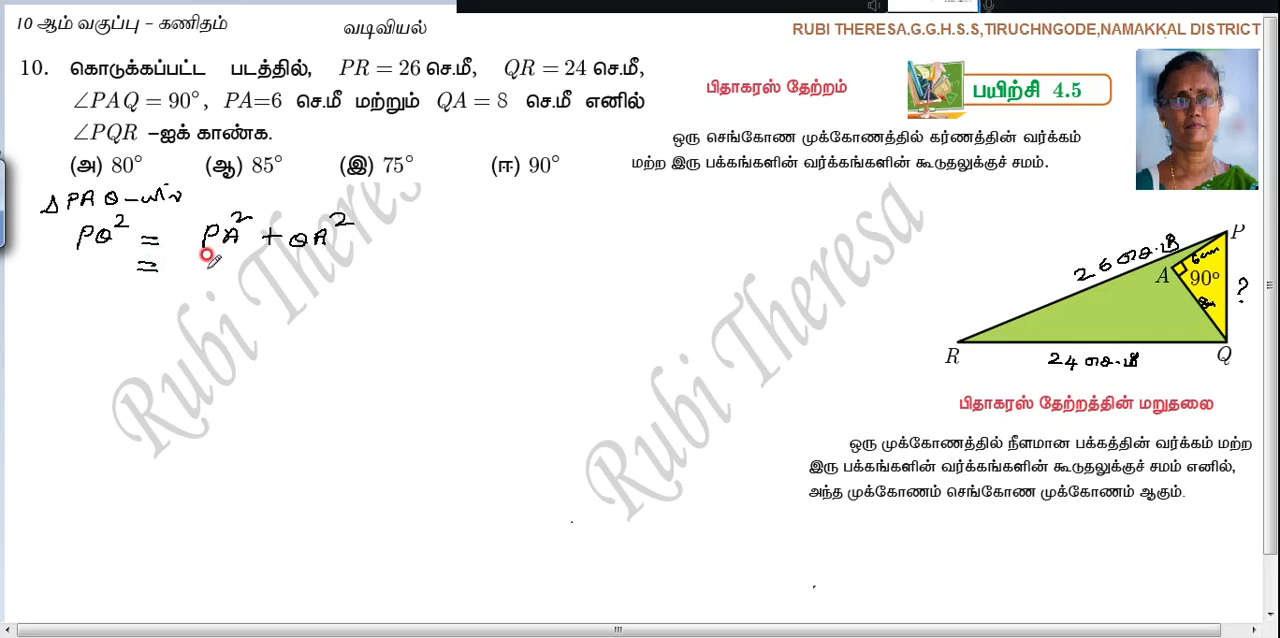 10 ஆம் வகுப்பு – கணிதம்
வடிவியல்
RUBI THERESA,G.G.H.S.S,TIRUCHNGODE,NAMAKKAL DISTRICT
10. கொடுக்கப்பட்ட படத்தில், PR = 26 செ.மீ, QR = 24 செ.மீ,
∠PAQ = 90°, PA=6 செ.மீ மற்றும் QA = 8 செ.மீ எனில்
∠PQR –ஐக் காண்க.
(அ) 80° (ஆ) 85° (இ) 75° (ஈ) 90°
பிதாகரஸ் தேற்றம்
பயிற்சி 4.5
ஒரு செங்கோண முக்கோணத்தில் கர்ணத்தின் வர்க்கம்
மற்ற இரு பக்கங்களின் வர்க்கங்களின் கூடுதலுக்குச் சமம்.
Δ PAQ-யில்
PQ² = PA² + QA²
=
P
26 செ.மீ
6cm
A 90°
8cm
?
R
24 செ.மீ
Q
பிதாகரஸ் தேற்றத்தின் மறுதலை
ஒரு முக்கோணத்தில் நீளமான பக்கத்தின் வர்க்கம் மற்ற
இரு பக்கங்களின் வர்க்கங்களின் கூடுதலுக்குச் சமம் எனில்,
அந்த முக்கோணம் செங்கோண முக்கோணம் ஆகும்.
Rubi Theresa
Rubi Theresa